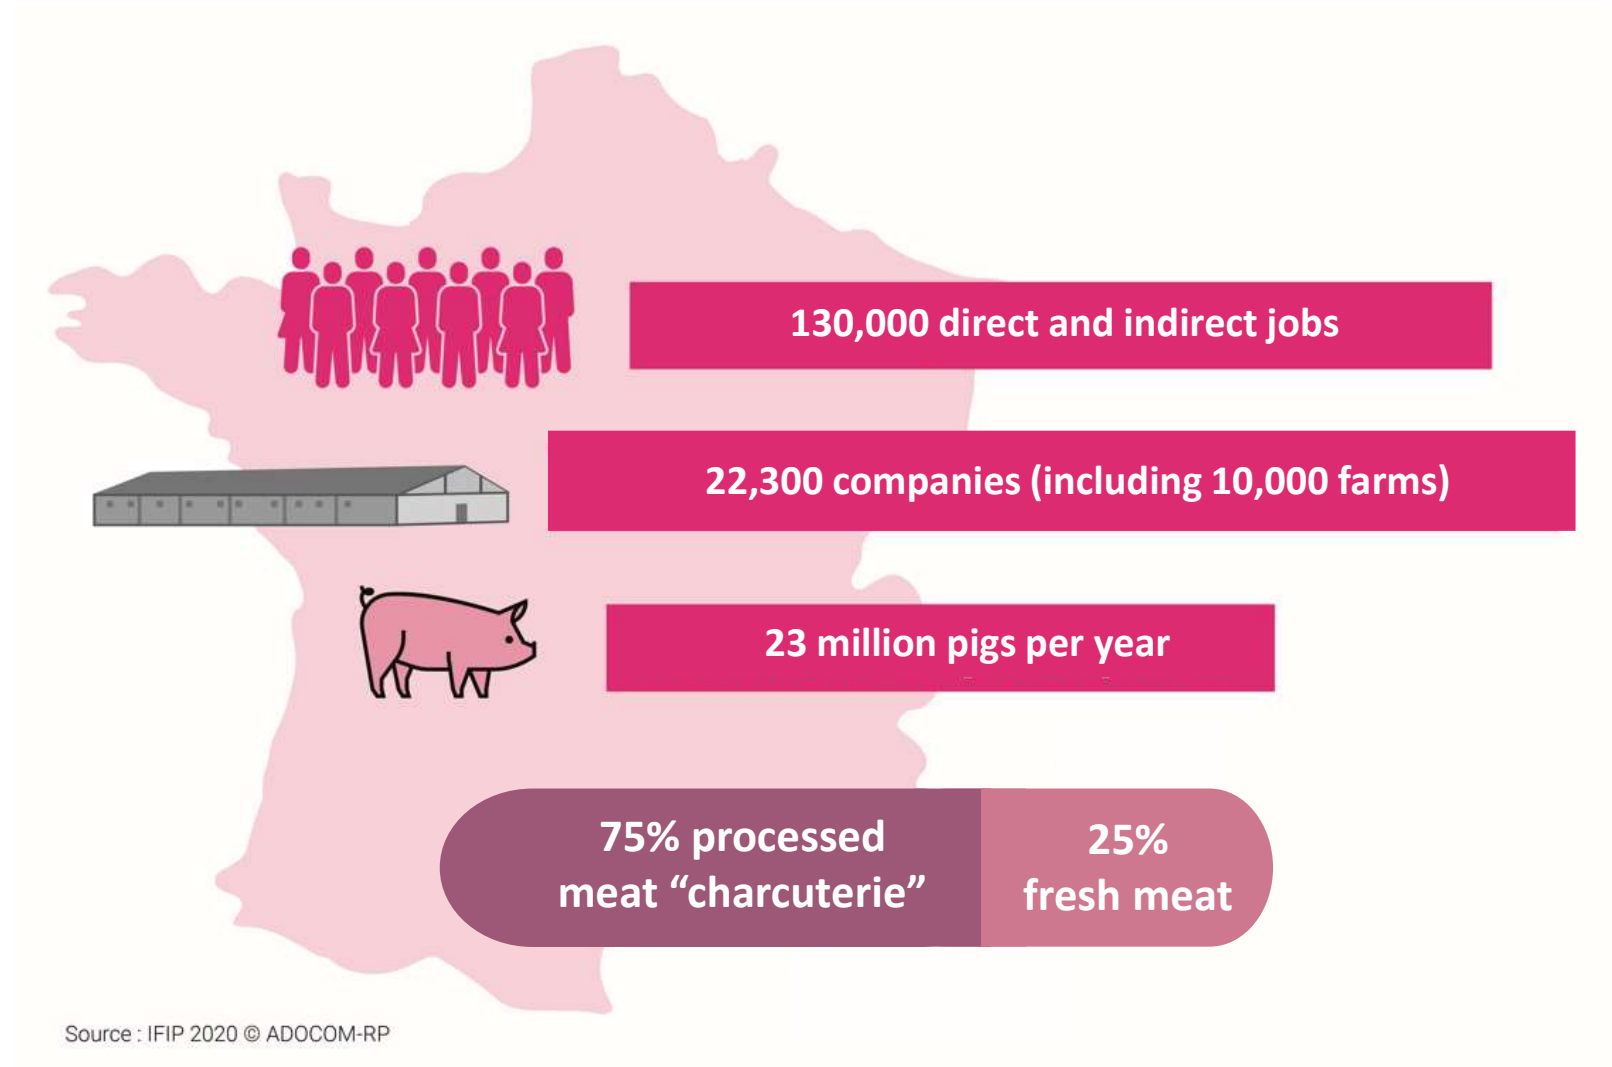 130,000 direct and indirect jobs
22,300 companies (including 10,000 farms)
23 million pigs per year
75% processed
meat “charcuterie”
25%
fresh meat
Source : IFIP 2020 © ADOCOM-RP